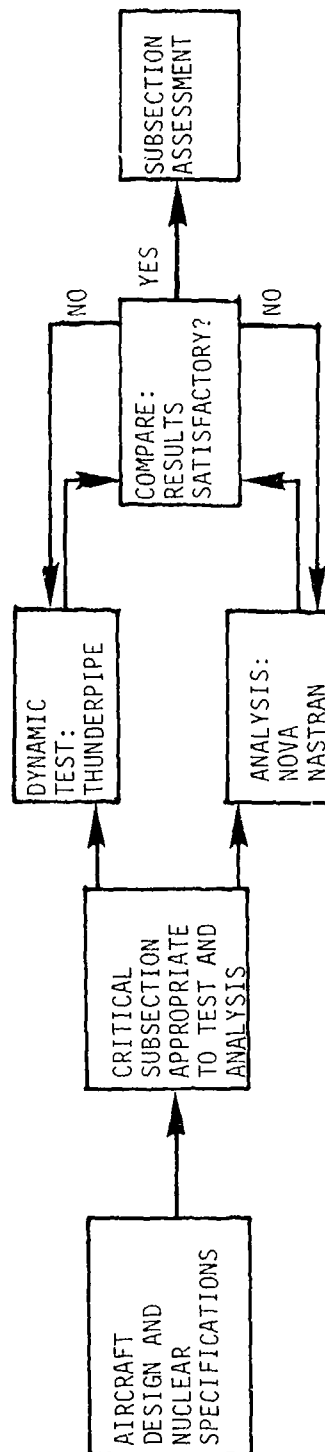 AIRCRAFT
DESIGN AND
NUCLEAR
SPECIFICATIONS
CRITICAL
SUBSECTION
APPROPRIATE
TO TEST AND
ANALYSIS
DYNAMIC
TEST:
THUNDERPIPE
ANALYSIS:
NOVA
NASTRAN
COMPARE:
RESULTS
SATISFACTORY?
NO
YES
NO
SUBSECTION
ASSESSMENT